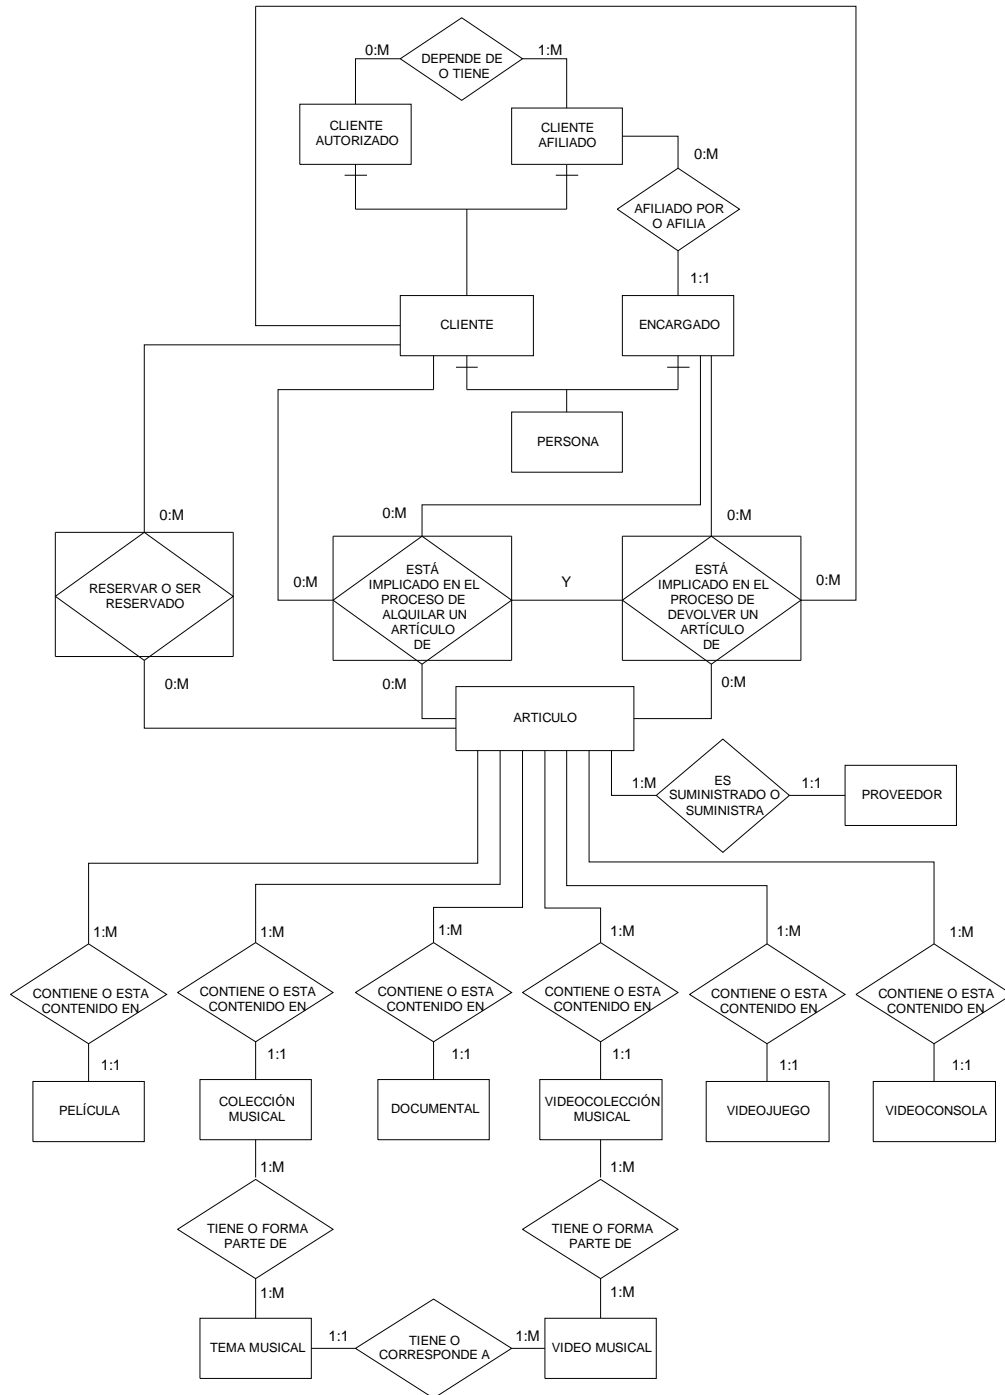 0:M
DEPENDE DE
O TIENE
1:M
CLIENTE
AUTORIZADO
CLIENTE
AFILIADO
0:M
AFILIADO POR
O AFILIA
1:1
CLIENTE
ENCARGADO
PERSONA
0:M
0:M
0:M
RESERVAR O SER
RESERVADO
0:M
ESTÁ
IMPLICADO EN EL
PROCESO DE
ALQUILAR UN
ARTÍCULO
DE
Y
ESTÁ
IMPLICADO EN EL
PROCESO DE
DEVOLVER UN
ARTÍCULO
DE
0:M
0:M
0:M
0:M
ARTICULO
1:M
ES
SUMINISTRADO O
SUMINISTRA
1:1
PROVEEDOR
1:M
1:M
1:M
1:M
1:M
1:M
CONTIENE O ESTA
CONTENIDO EN
CONTIENE O ESTA
CONTENIDO EN
CONTIENE O ESTA
CONTENIDO EN
CONTIENE O ESTA
CONTENIDO EN
CONTIENE O ESTA
CONTENIDO EN
CONTIENE O ESTA
CONTENIDO EN
1:1
1:1
1:1
1:1
1:1
1:1
PELÍCULA
COLECCIÓN
MUSICAL
DOCUMENTAL
VIDEOCOLECCIÓN
MUSICAL
VIDEOJUEGO
VIDEOCONSOLA
1:M
1:M
TIENE O FORMA
PARTE DE
TIENE O FORMA
PARTE DE
1:M
1:M
TEMA MUSICAL
1:1
TIENE O
CORRESPONDE A
1:M
VIDEO MUSICAL